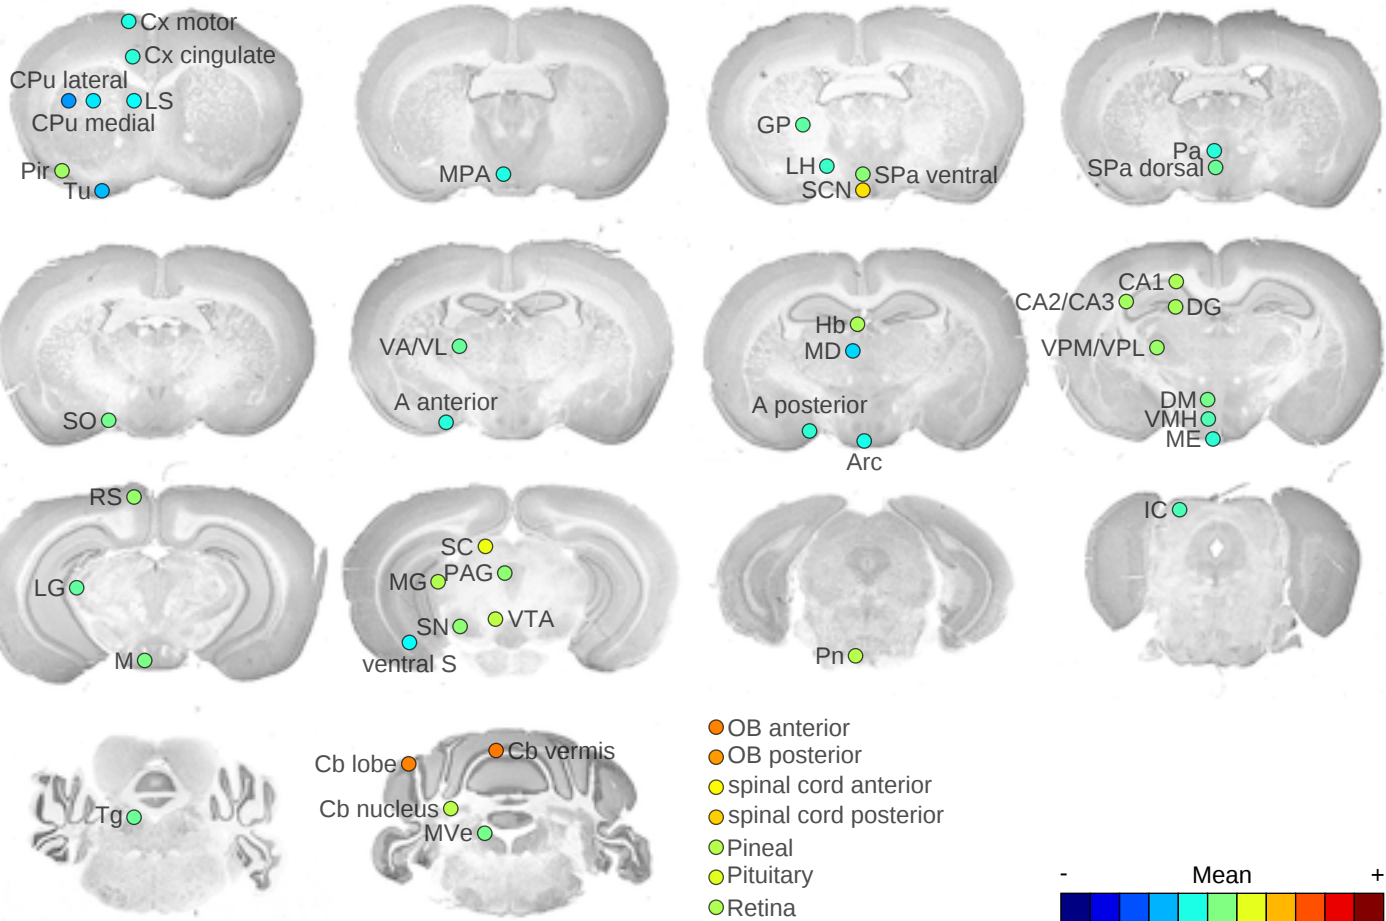 Cx motor
Cx cingulate
CPu lateral
LS
CPu medial
Pir
Tu
MPA
GP
LH
SPa ventral
SCN
Pa
SPa dorsal
SO
VA/VL
A anterior
Hb
MD
A posterior
Arc
CA1
CA2/CA3
DG
VPM/VPL
DM
VMH
ME
RS
LG
M
SC
PAG
MG
SN
VTA
ventral S
Pn
IC
Tg
Cb lobe
Cb vermis
Cb nucleus
MVe
OB anterior
OB posterior
spinal cord anterior
spinal cord posterior
Pineal
Pituitary
Retina
- Mean +